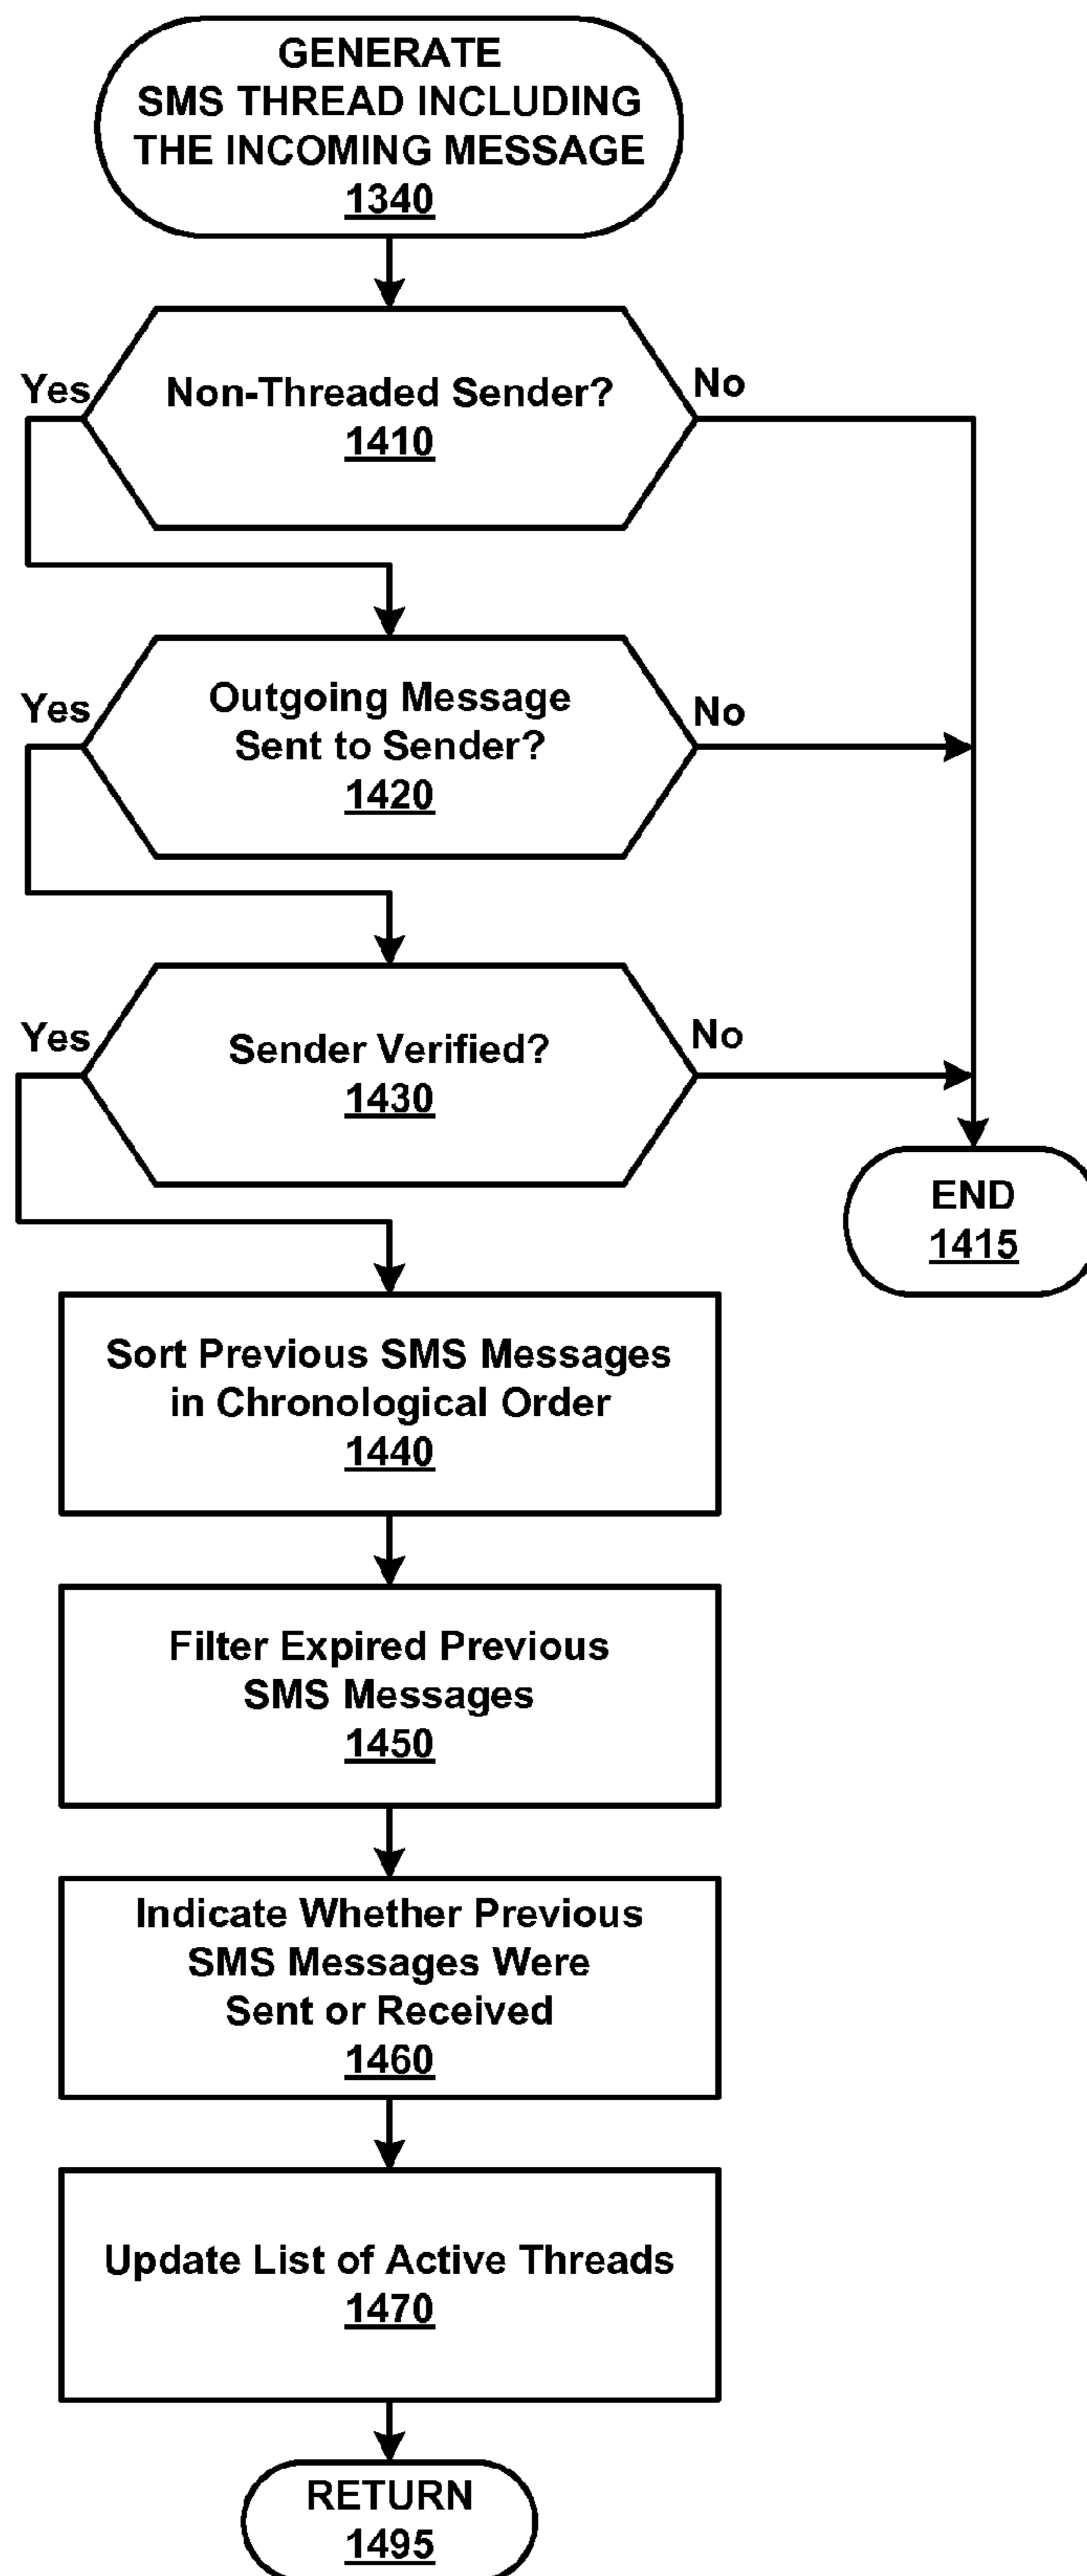 GENERATE
SMS THREAD INCLUDING
THE INCOMING MESSAGE
1340
Yes
Non-Threaded Sender?
1410
No
Yes
Outgoing Message
Sent to Sender?
1420
No
Yes
Sender Verified?
1430
No
END
1415
Sort Previous SMS Messages
in Chronological Order
1440
Filter Expired Previous
SMS Messages
1450
Indicate Whether Previous
SMS Messages Were
Sent or Received
1460
Update List of Active Threads
1470
RETURN
1495